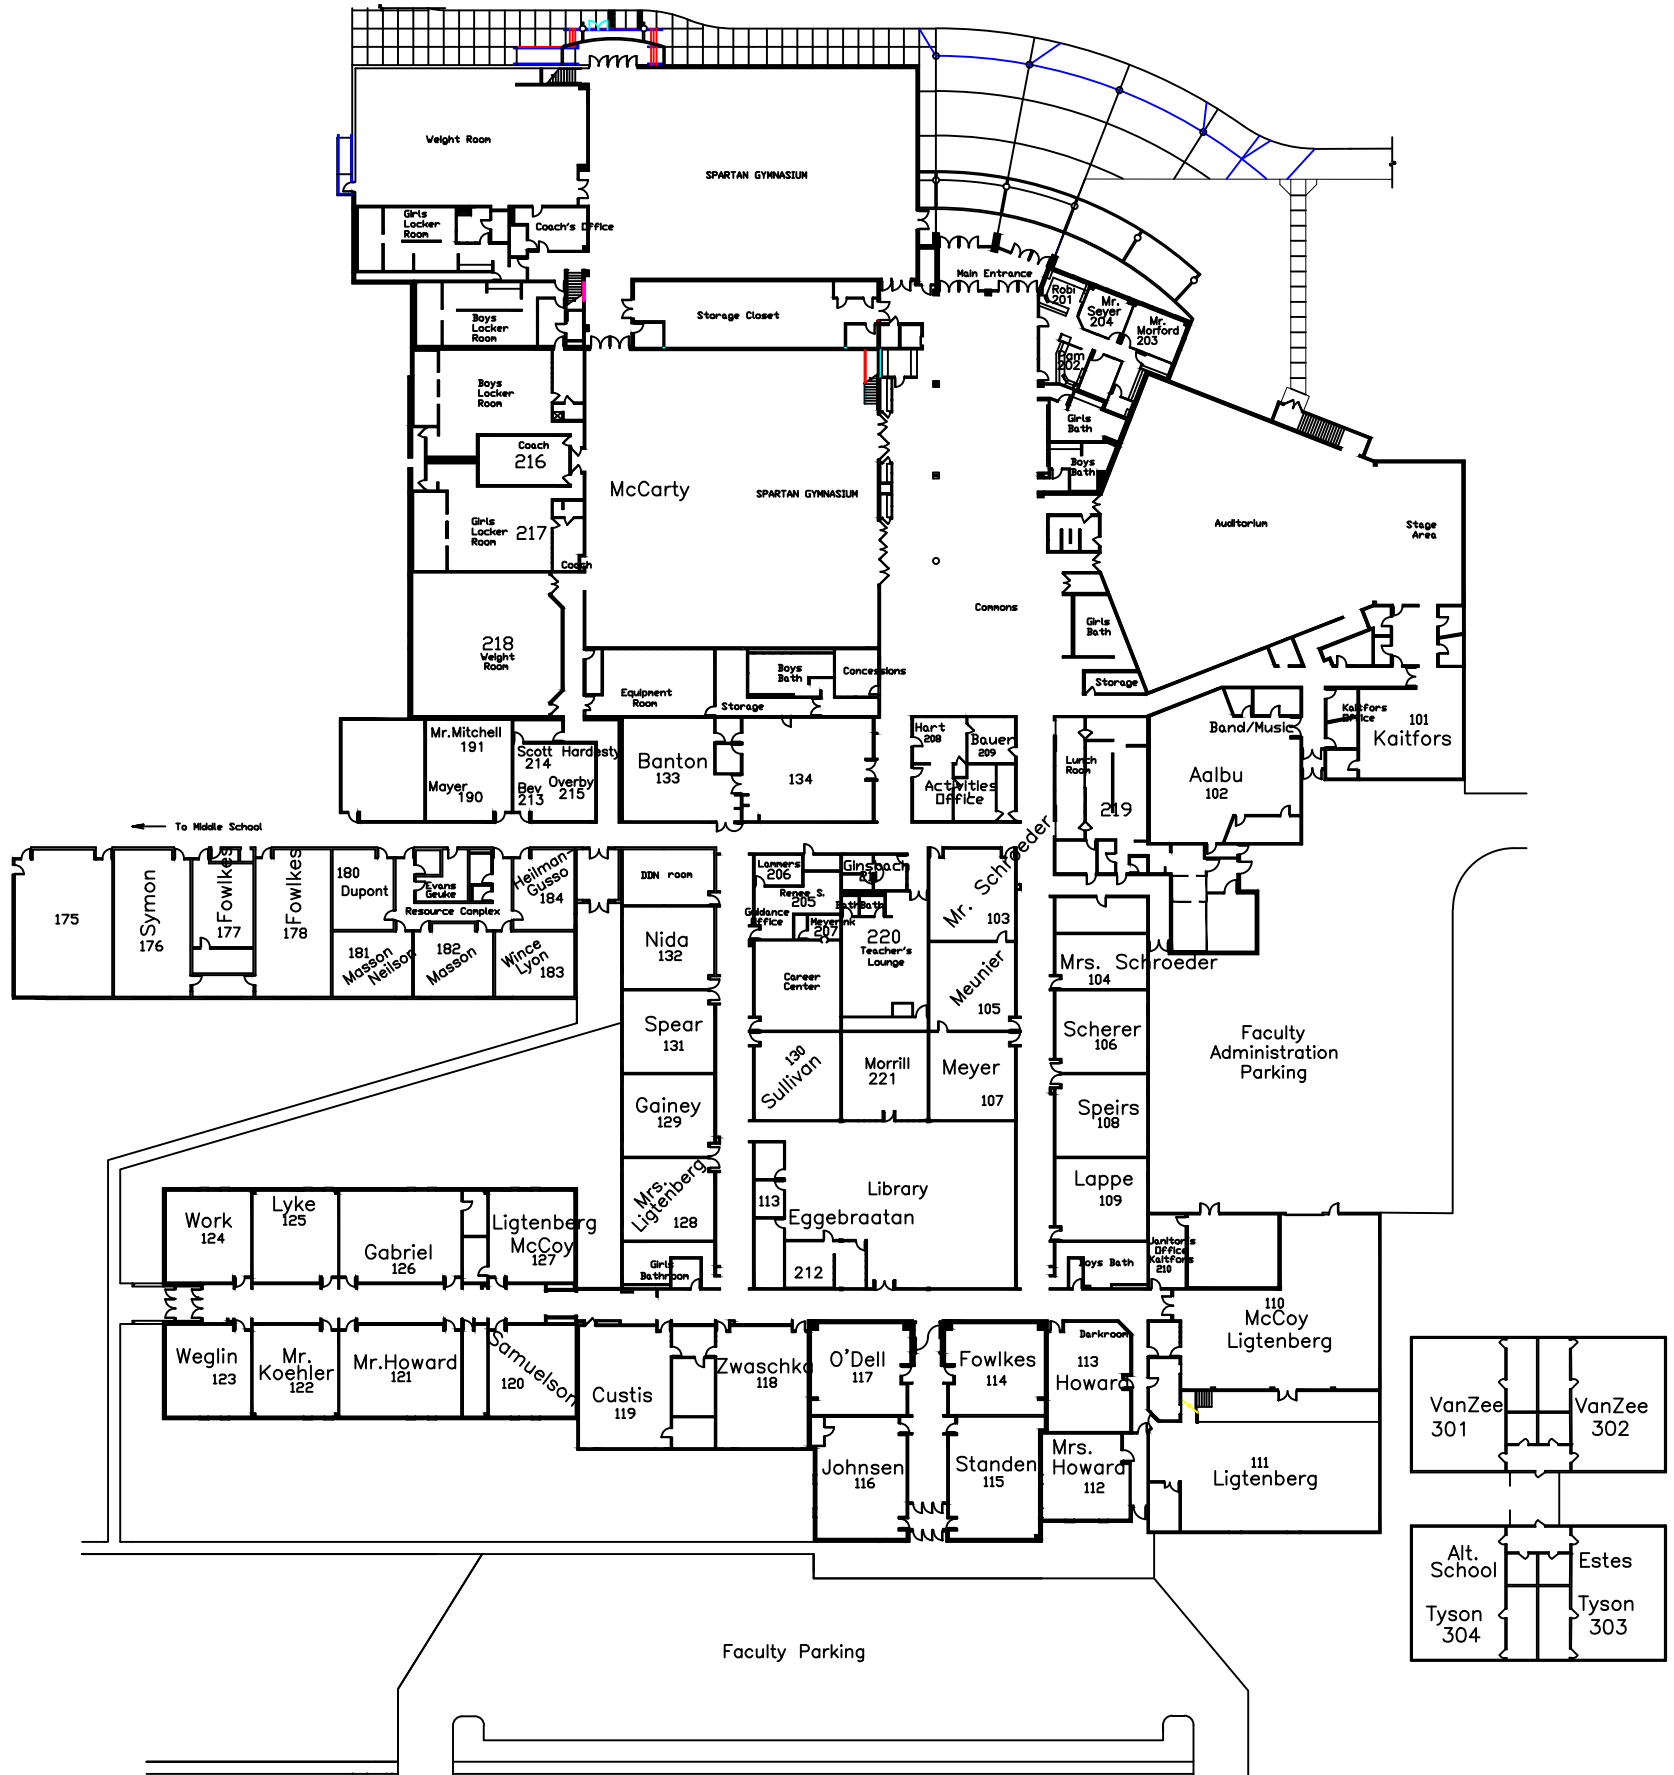 Weight Room
SPARTAN GYMNASIUM
Girls
Locker
Room
Coach's Office
Main Entrance
Robi
201
Mr.
Seyer
204
Mr.
Morford
203
Pam
202
Storage Closet
Boys
Locker
Room
Boys
Locker
Room
Coach
216
Girls
Bath
Boys
Bath
McCarty
SPARTAN GYMNASIUM
Girls
Locker
Room
217
Coach
Auditorium
Stage
Area
Commons
Girls
Bath
218
Weight
Room
Boys
Bath
Concessions
Equipment
Room
Storage
Storage
Kaitfors
Office
101
Kaitfors
Band/Music
Mr.Mitchell
191
Mayer
190
Scott
214
Hardesty
Bev
213
Overby
215
Banton
133
134
Hart
208
Bauer
209
Activities
Office
Lunch
Room
219
Aalbu
102
To Middle School
175
Symon
176
Fowlkes
177
Fowlkes
178
180
Dupont
Evans
Geuke
Resource Complex
Heilman-
Gusso
184
181
Masson
Neilson
182
Masson
Wince
Lyon
183
DDN room
Lammers
206
Renee S.
205
Guidance
Office
Meyerink
207
Ginsbach
211
Bath
Bath
220
Teacher's
Lounge
Mr. Schroeder
103
Nida
132
Career
Center
Meunier
105
Mrs. Schroeder
104
Spear
131
130
Sullivan
Morrill
221
Meyer
107
Scherer
106
Faculty
Administration
Parking
Gainey
129
Speirs
108
Mrs.
Ligtenberg
128
113
Library
Eggebraatan
212
Lappe
109
Work
124
Lyke
125
Gabriel
126
Ligtenberg
McCoy
127
Girls
Bathroom
Boys Bath
Janitor's
Office
Kaitfors
210
110
McCoy
Ligtenberg
Weglin
123
Mr.
Koehler
122
Mr.Howard
121
Samuelson
120
Custis
119
Zwaschka
118
O'Dell
117
Fowlkes
114
Darkroom
113
Howard
Johnsen
116
Standen
115
Mrs.
Howard
112
111
Ligtenberg
VanZee
301
VanZee
302
Alt.
School
Estes
Tyson
304
Tyson
303
Faculty Parking